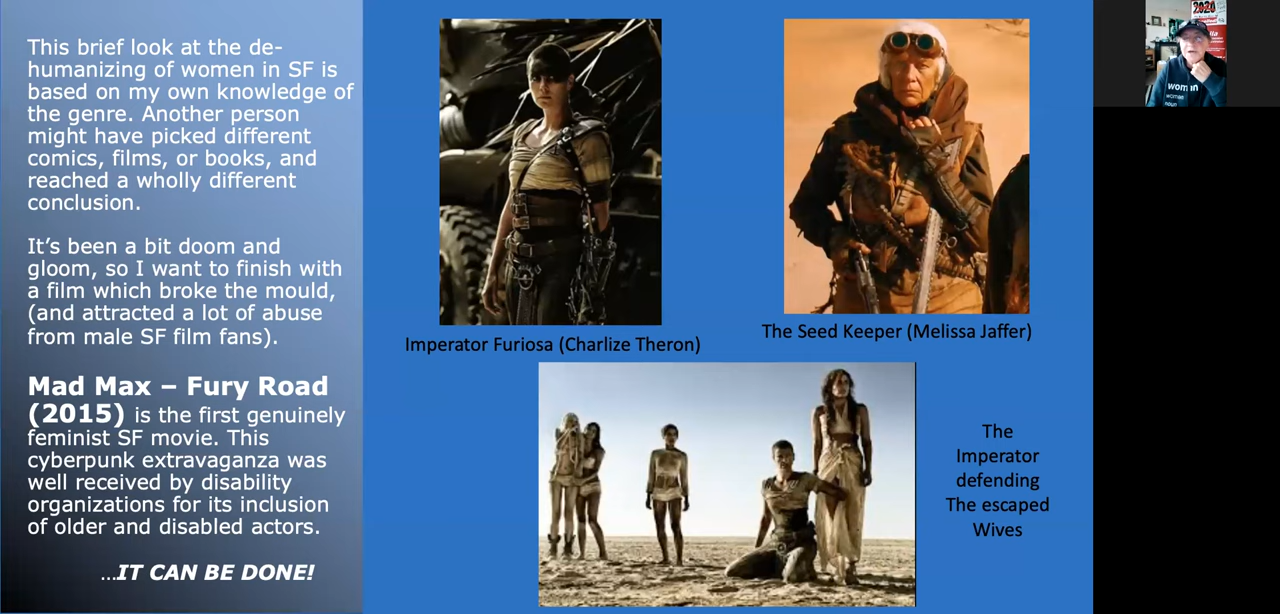 This brief look at the de-
humanizing of women in SF is
based on my own knowledge of
the genre. Another person
might have picked different
comics, films, or books, and
reached a wholly different
conclusion.
It’s been a bit doom and
gloom, so I want to finish with
a film which broke the mould,
(and attracted a lot of abuse
from male SF film fans).
Mad Max – Fury Road
(2015) is the first genuinely
feminist SF movie. This
cyberpunk extravaganza was
well received by disability
organizations for its inclusion
of older and disabled actors.
...IT CAN BE DONE!
Imperator Furiosa (Charlize Theron)
The Seed Keeper (Melissa Jaffer)
The
Imperator
defending
The escaped
Wives
2020
woman
woman
noun